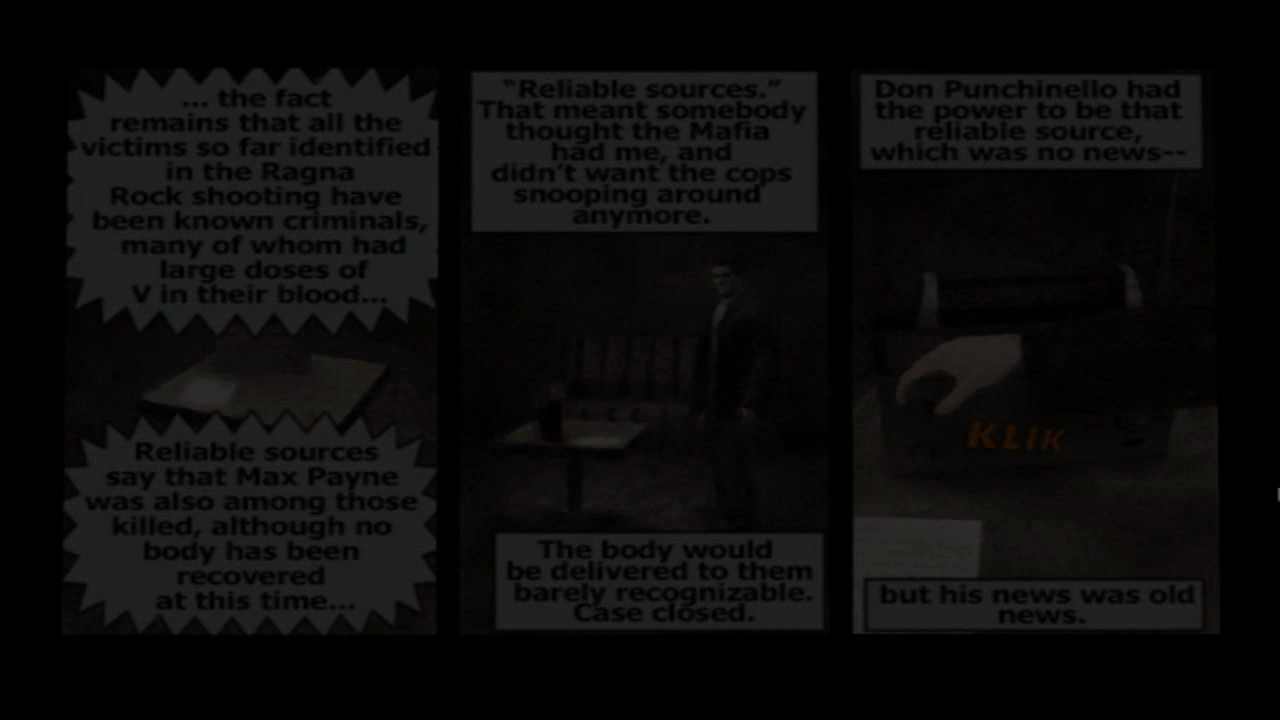 ... the fact
remains that all the
victims so far identified
in the Ragna
Rock shooting have
been known criminals,
many of whom had
large doses of
V in their blood...
Reliable sources
say that Max Payne
was also among those
killed, although no
body has been
recovered
at this time...
“Reliable sources.”
That meant somebody
thought the Mafia
had me, and
didn’t want the cops
snooping around
anymore.
The body would
be delivered to them
barely recognizable.
Case closed.
Don Punchinello had
the power to be that
reliable source,
which was no news--
KLIK
but his news was old
news.